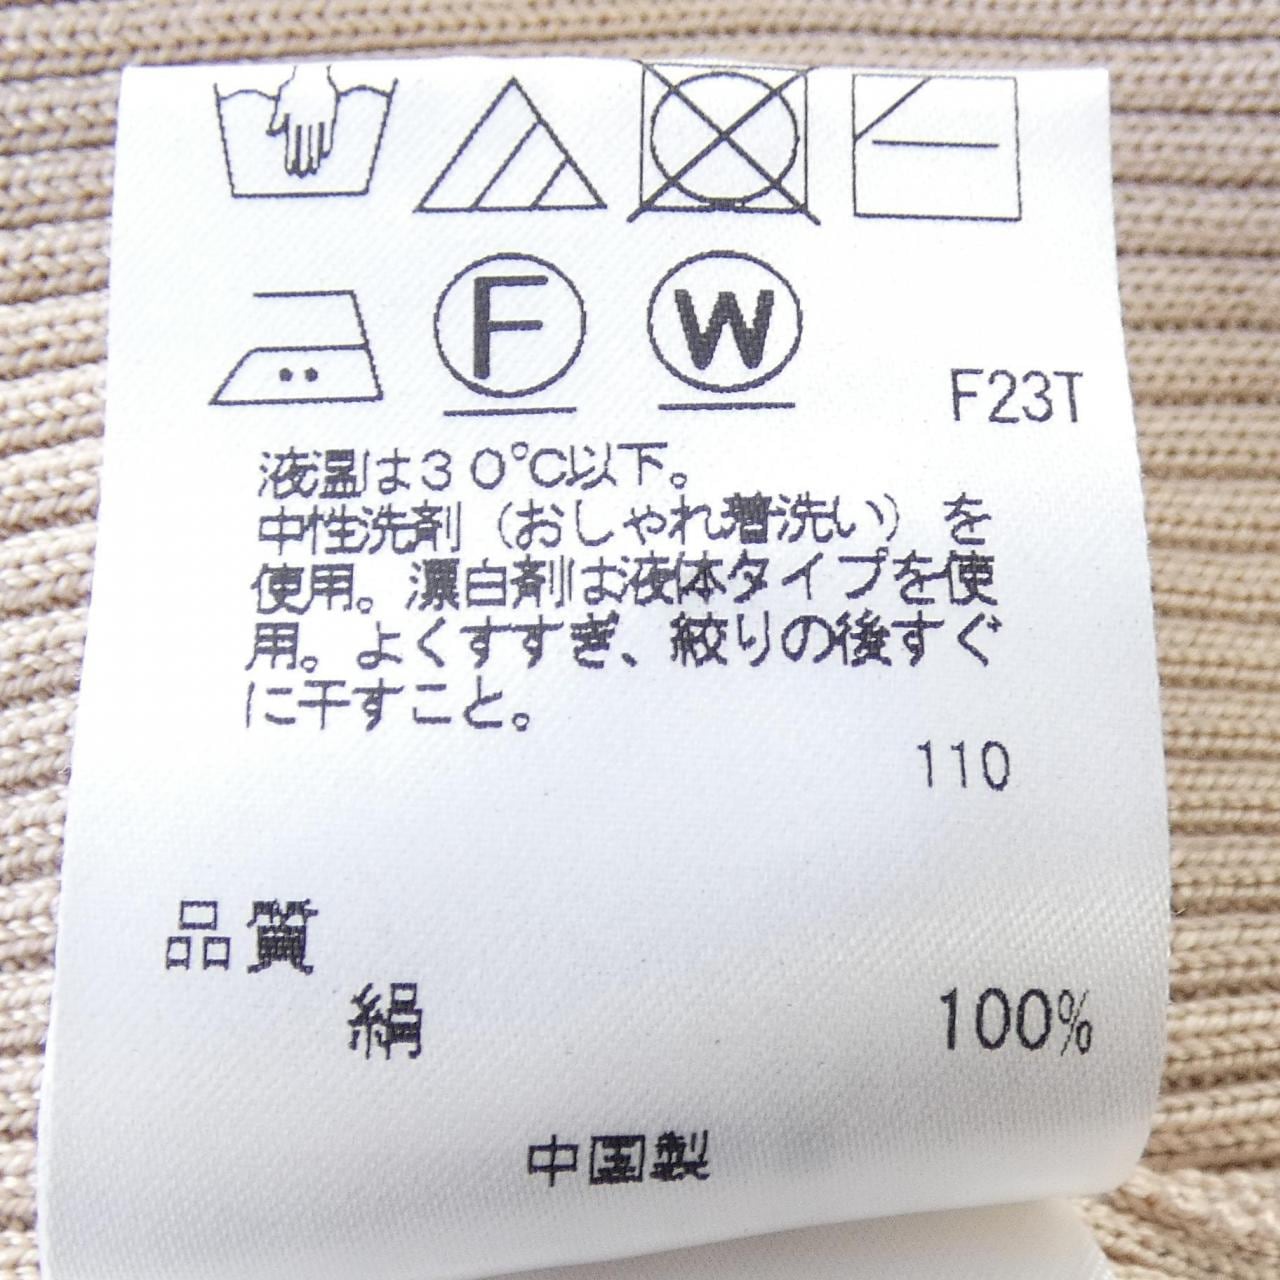 F W
F23T
液温は30℃以下。
中性洗剤（おしゃれ着洗い）を
使用。漂白剤は液体タイプを使
用。よくすすぎ、絞りの後すぐ
に干すこと。
110
品質
絹 100%
中国製